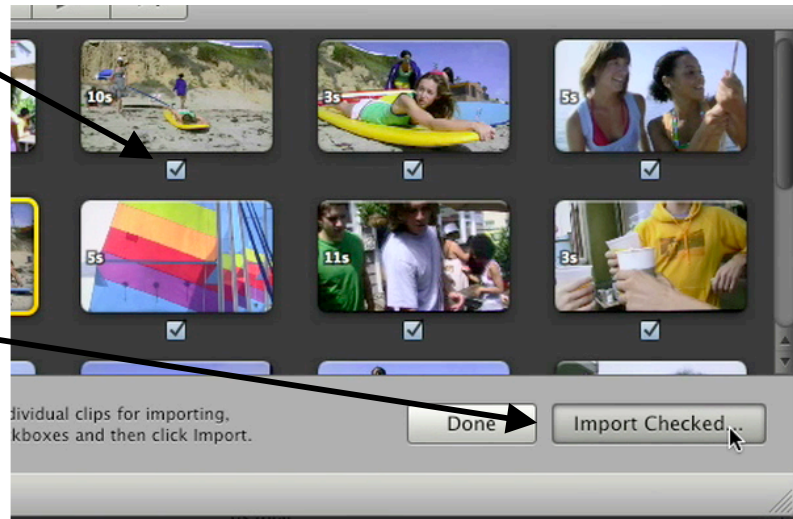 10s
3s
5s
5s
11s
3s
dividual clips for importing,
kboxes and then click Import.
Done
Import Checked...